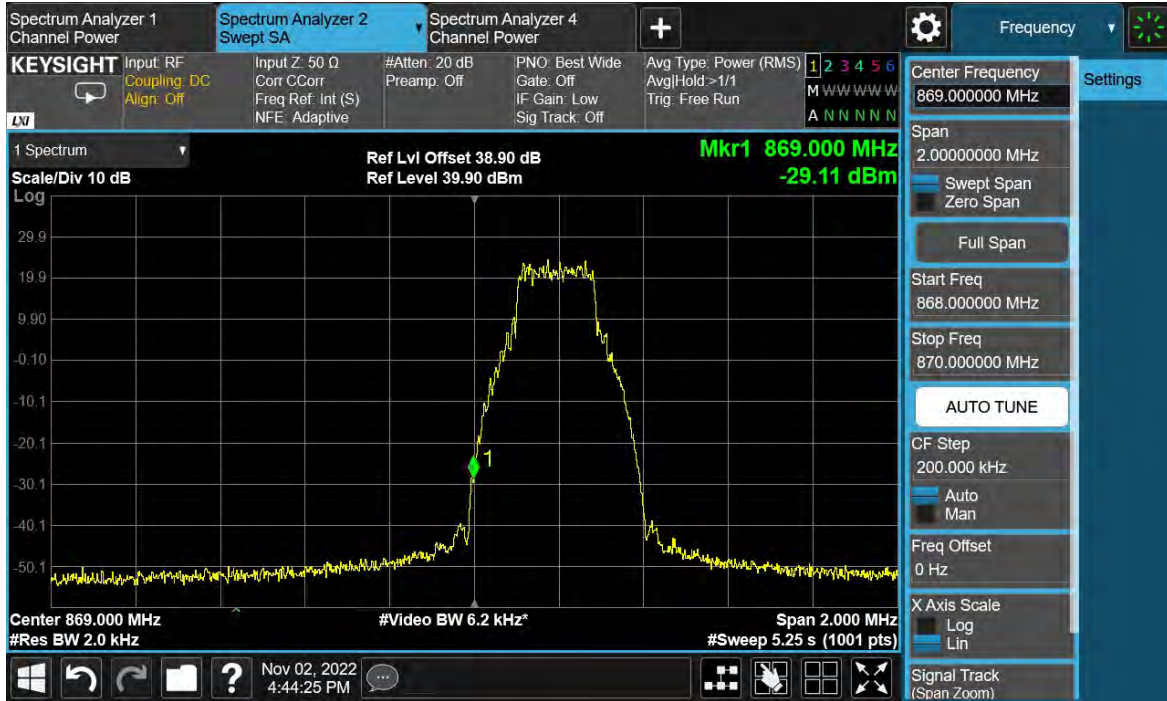 Spectrum Analyzer 1
Channel Power
Spectrum Analyzer 2
Swept SA
Spectrum Analyzer 4
Channel Power
Frequency
KEYSIGHT
LXI
Input: RF
Coupling: DC
Align: Off
Input Z: 50 Ω
Corr CCorr
Freq Ref: Int (S)
NFE: Adaptive
#Atten: 20 dB
Preamp: Off
PNO: Best Wide
Gate: Off
IF Gain: Low
Sig Track: Off
Avg Type: Power (RMS)
Avg|Hold:>1/1
Trig: Free Run
1 2 3 4 5 6
M W W W W W
A N N N N N
1 Spectrum
Scale/Div 10 dB
Log
Ref Lvl Offset 38.90 dB
Ref Level 39.90 dBm
Mkr1 869.000 MHz
-29.11 dBm
29.9
19.9
9.90
-0.10
-10.1
-20.1
-30.1
-40.1
-50.1
1
Center 869.000 MHz
#Res BW 2.0 kHz
#Video BW 6.2 kHz*
Span 2.000 MHz
#Sweep 5.25 s (1001 pts)
?
Nov 02, 2022
4:44:25 PM
Center Frequency
869.000000 MHz
Span
2.00000000 MHz
Swept Span
Zero Span
Full Span
Start Freq
868.000000 MHz
Stop Freq
870.000000 MHz
AUTO TUNE
CF Step
200.000 kHz
Auto
Man
Freq Offset
0 Hz
X Axis Scale
Log
Lin
Signal Track
(Span Zoom)
Settings